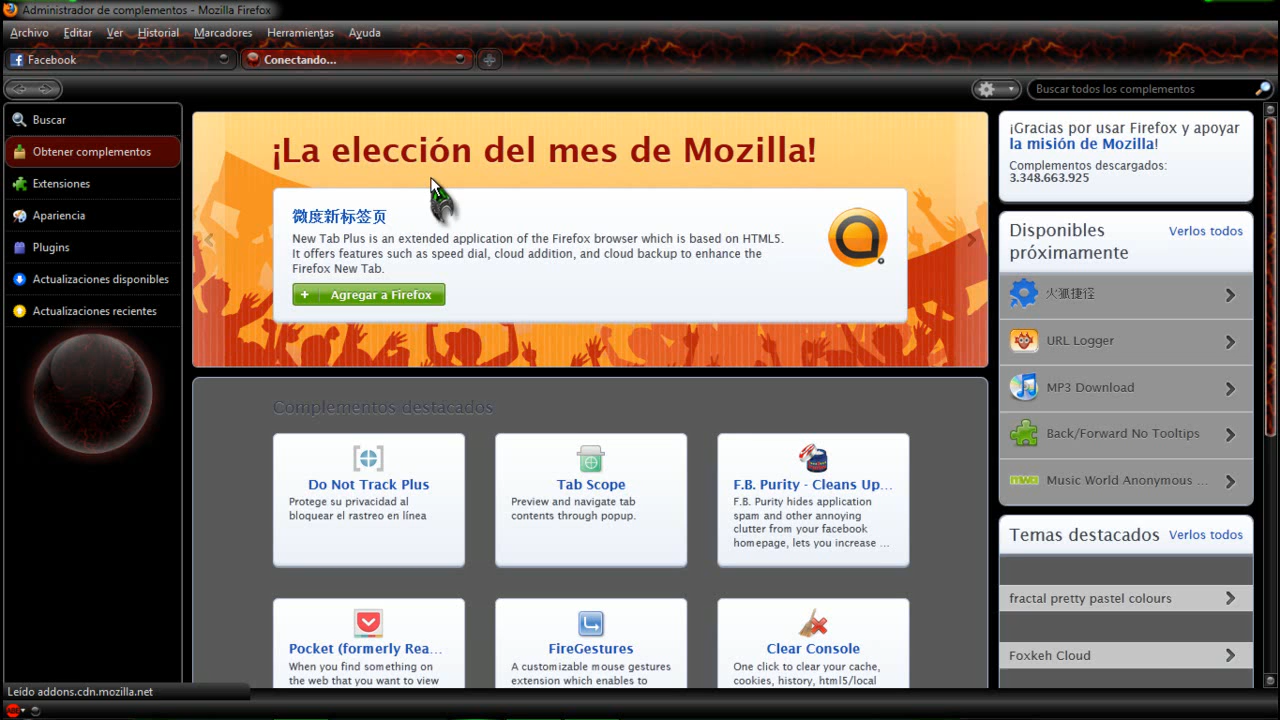 Administrador de complementos - Mozilla Firefox
Archivo Editar Ver Historial Marcadores Herramientas Ayuda
Facebook
Conectando...
Buscar todos los complementos
Buscar
Obtener complementos
Extensiones
Apariencia
Plugins
Actualizaciones disponibles
Actualizaciones recientes
¡La elección del mes de Mozilla!
微度新标签页
New Tab Plus is an extended application of the Firefox browser which is based on HTML5.
It offers features such as speed dial, cloud addition, and cloud backup to enhance the
Firefox New Tab.
+ Agregar a Firefox
Complementos destacados
Do Not Track Plus
Protege su privacidad al
bloquear el rastreo en línea
Tab Scope
Preview and navigate tab
contents through popup.
F.B. Purity - Cleans Up...
F.B. Purity hides application
spam and other annoying
clutter from your facebook
homepage, lets you increase ...
Pocket (formerly Rea...
When you find something on
the web that you want to view
FireGestures
A customizable mouse gestures
extension which enables to
Clear Console
One click to clear your cache,
cookies, history, html5/local
¡Gracias por usar Firefox y apoyar
la misión de Mozilla!
Complementos descargados:
3.348.663.925
Disponibles
próximamente
Verlos todos
火狐捷径
URL Logger
MP3 Download
Back/Forward No Tooltips
Music World Anonymous ...
Temas destacados
Verlos todos
fractal pretty pastel colours
Foxkeh Cloud
Leído addons.cdn.mozilla.net